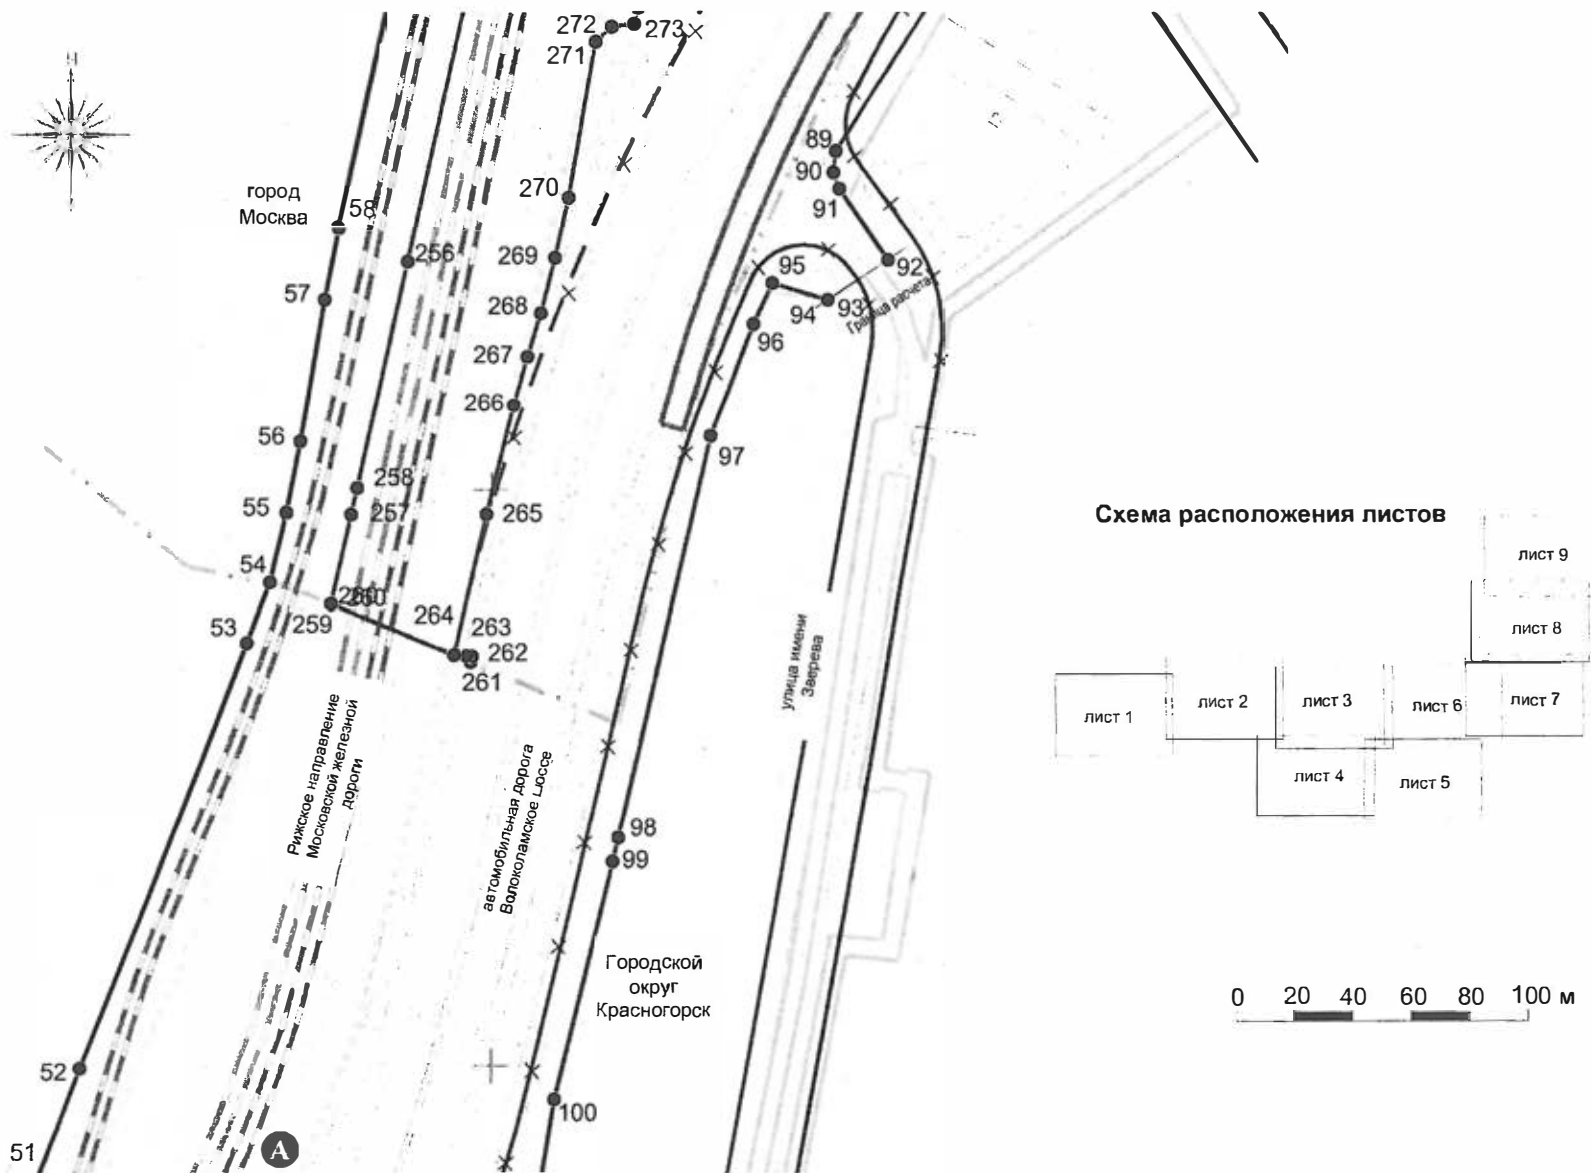 272
271
273
89
90
91
город
Москва
58
270
256
269
92
57
95
268
94
93
Граница расчета
96
267
266
56
97
258
55
257
265
Схема расположения листов
лист 9
54
260
259
264
53
263
262
261
улица имени
Зверева
лист 8
лист 1
лист 2
лист 3
лист 6
лист 7
лист 4
лист 5
Рижское направление
Московской железной
дороги
автомобильная дорога
Волоколамское шоссе
98
99
Городской
округ
Красногорск
0 20 40 60 80 100 м
52
100
51
А